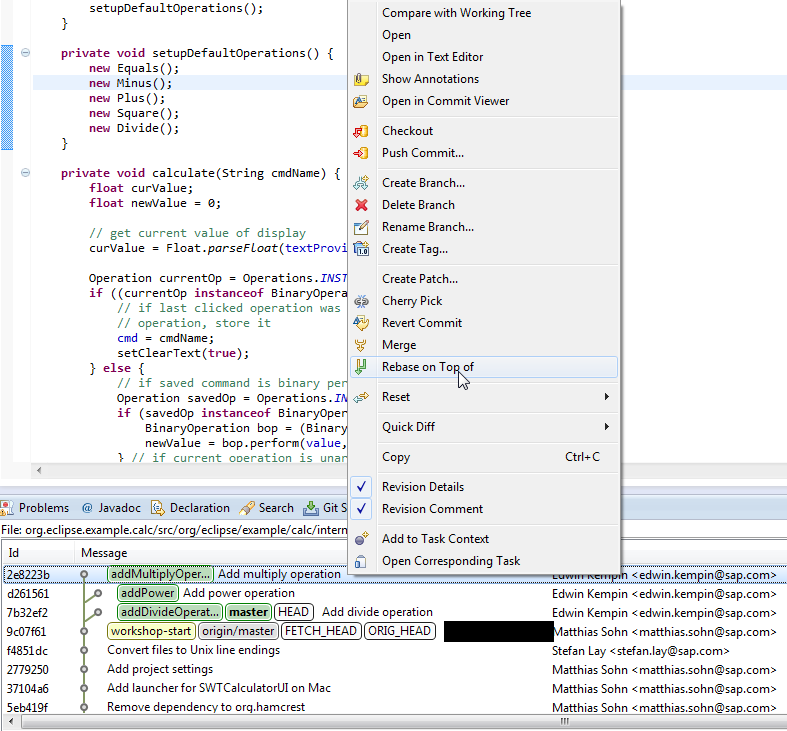 setupDefaultOperations();
}
private void setupDefaultOperations() {
new Equals();
new Minus();
new Plus();
new Square();
new Divide();
}
private void calculate(String cmdName) {
float curValue;
float newValue = 0;
// get current value of display
curValue = Float.parseFloat(textProvi
Operation currentOp = Operations.INST
if ((currentOp instanceof BinaryOpera
// if last clicked operation was
// operation, store it
cmd = cmdName;
setClearText(true);
} else {
// if saved command is binary per
Operation savedOp = Operations.IN
if (savedOp instanceof BinaryOper
BinaryOperation bop = (Binary
newValue = bop.perform(value,
} // if current operation is unar
Compare with Working Tree
Open
Open in Text Editor
Show Annotations
Open in Commit Viewer
Checkout
Push Commit...
Create Branch...
Delete Branch
Rename Branch...
Create Tag...
Create Patch...
Cherry Pick
Revert Commit
Merge
Rebase on Top of
Reset
Quick Diff
Copy Ctrl+C
Revision Details
Revision Comment
Add to Task Context
Open Corresponding Task
Problems @ Javadoc Declaration Search Git S
File: org.eclipse.example.calc/src/org/eclipse/example/calc/intern
Id Message
2e8223b addMultiplyOper... Add multiply operation Edwin Kempin <edwin.kempin@sap.com>
d261561 addPower Add power operation Edwin Kempin <edwin.kempin@sap.com>
7b32ef2 addDivideOperat... master HEAD Add divide operation Edwin Kempin <edwin.kempin@sap.com>
9c07f61 workshop-start origin/master FETCH_HEAD ORIG_HEAD Matthias Sohn <matthias.sohn@sap.com>
f4851dc Convert files to Unix line endings Stefan Lay <stefan.lay@sap.com>
2779250 Add project settings Matthias Sohn <matthias.sohn@sap.com>
37104a6 Add launcher for SWTCalculatorUI on Mac Matthias Sohn <matthias.sohn@sap.com>
5eb419f Remove dependency to org.hamcrest Matthias Sohn <matthias.sohn@sap.com>